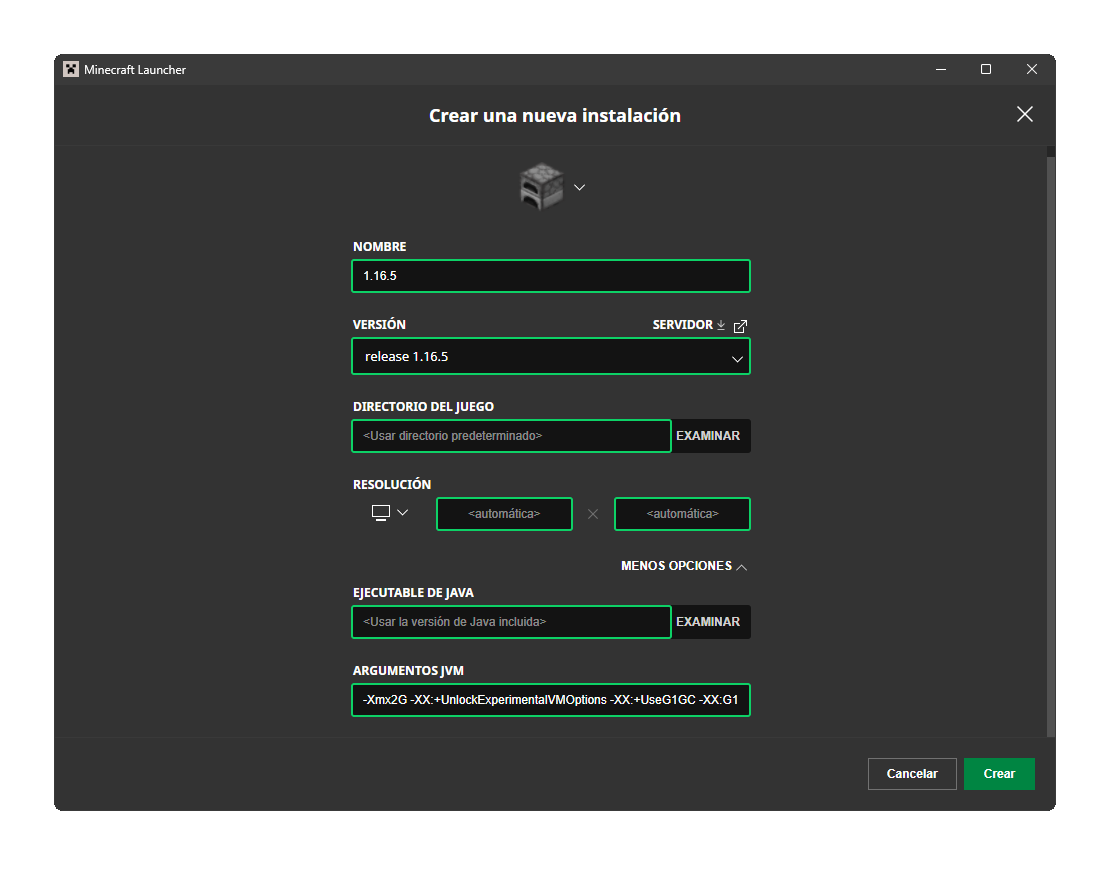 Minecraft Launcher
Crear una nueva instalación
NOMBRE
1.16.5
VERSIÓN SERVIDOR
release 1.16.5
DIRECTORIO DEL JUEGO
<Usar directorio predeterminado> EXAMINAR
RESOLUCIÓN
<automática> <automática>
MENOS OPCIONES
EJECUTABLE DE JAVA
<Usar la versión de Java incluida> EXAMINAR
ARGUMENTOS JVM
-Xmx2G -XX:+UnlockExperimentalVMOptions -XX:+UseG1GC -XX:G1
Cancelar Crear